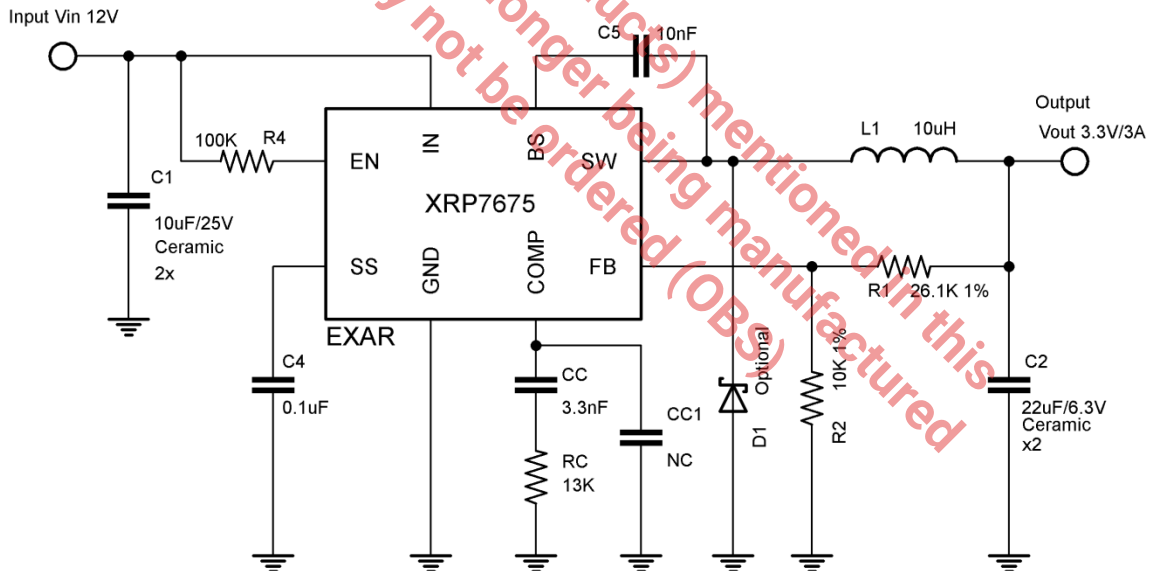 Input Vin 12V
C5 10nF
Output
Vout 3.3V/3A
L1 10uH
100K R4
EN
IN
BS
SW
XRP7675
SS
GND
COMP
FB
EXAR
C1
10uF/25V
Ceramic
2x
R1 26.1K 1%
C4
0.1uF
CC
3.3nF
CC1
NC
RC
13K
Optional
D1
10K 1%
R2
C2
22uF/6.3V
Ceramic
x2
ducts) mentioned in this
onger being manufactured
y not be ordered (OBS)